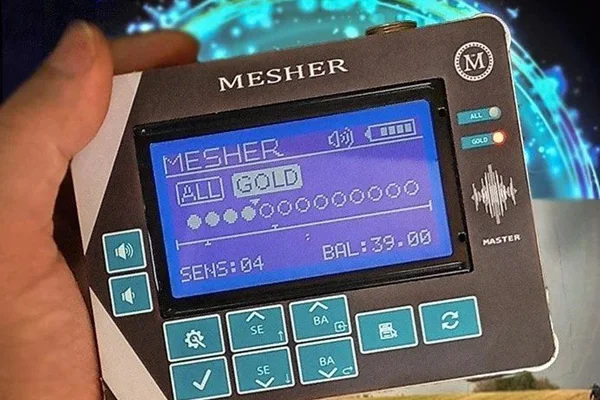 MESHER
M
ALL
GOLD
MESHER
ALL GOLD
SENS:04 BAL:39.00
MASTER
SE
BA
SE
BA